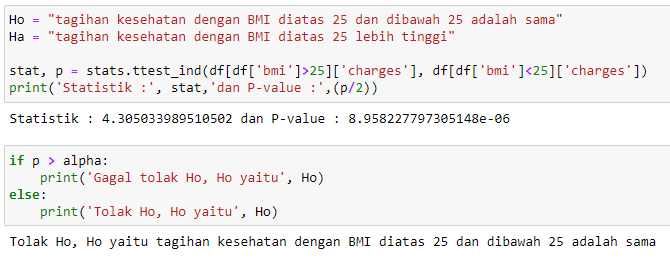 Ho = "tagihan kesehatan dengan BMI diatas 25 dan dibawah 25 adalah sama"
Ha = "tagihan kesehatan dengan BMI diatas 25 lebih tinggi"
stat, p = stats.ttest_ind(df[df['bmi']>25]['charges'], df[df['bmi']<25]['charges'])
print('Statistik :', stat,'dan P-value :',(p/2))
Statistik : 4.305033989510502 dan P-value : 8.958227797305148e-06
if p > alpha:
    print('Gagal tolak Ho, Ho yaitu', Ho)
else:
    print('Tolak Ho, Ho yaitu', Ho)
Tolak Ho, Ho yaitu tagihan kesehatan dengan BMI diatas 25 dan dibawah 25 adalah sama